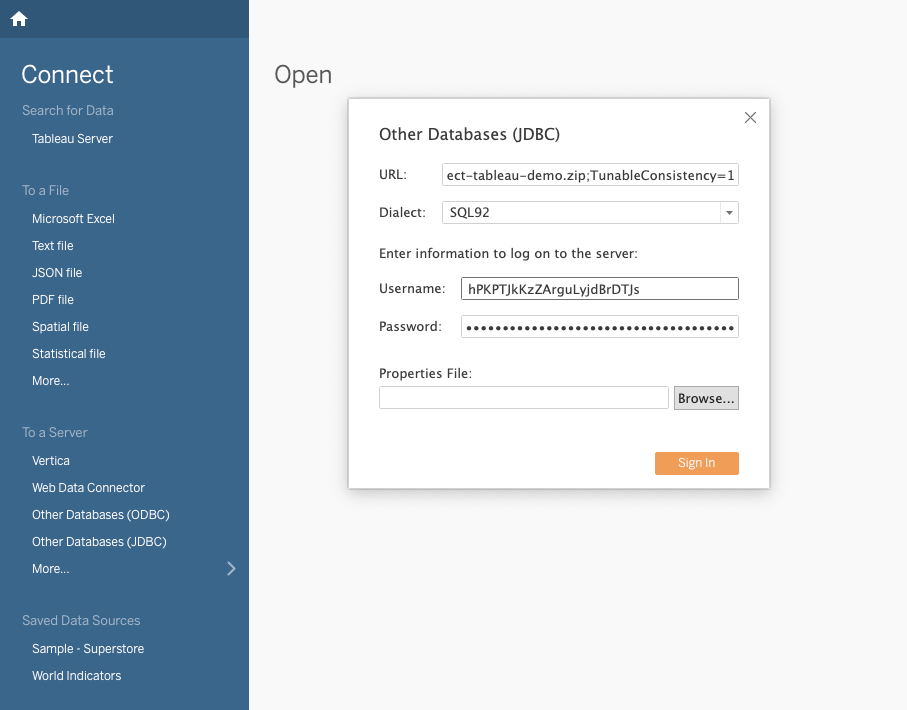 Connect
Search for Data
Tableau Server
To a File
Microsoft Excel
Text file
JSON file
PDF file
Spatial file
Statistical file
More...
To a Server
Vertica
Web Data Connector
Other Databases (ODBC)
Other Databases (JDBC)
More...
Saved Data Sources
Sample - Superstore
World Indicators
Open
Other Databases (JDBC)
URL: ect-tableau-demo.zip;TunableConsistency=1
Dialect: SQL92
Enter information to log on to the server:
Username: hPKPTJkKzZArguLyjdBrDTJs
Password: ••••••••••••••••••••••••••••••••••••
Properties File:
Browse...
Sign In